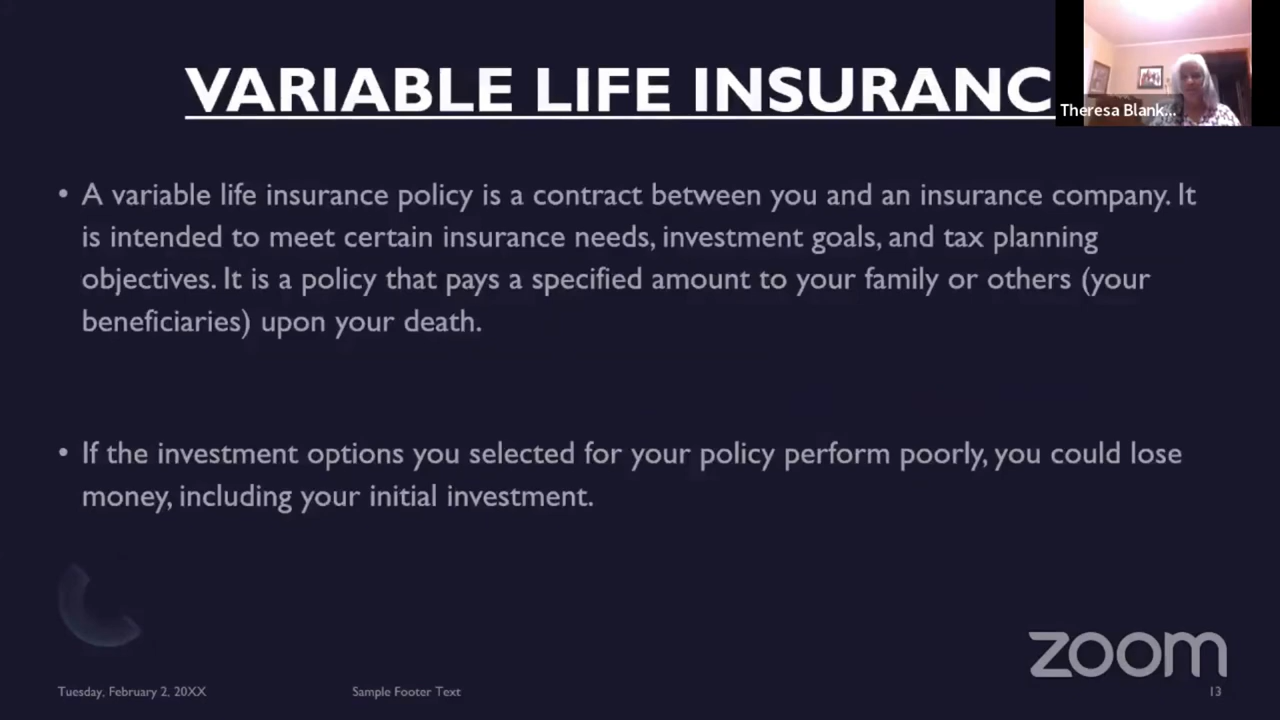 VARIABLE LIFE INSURANC
Theresa Blank...
• A variable life insurance policy is a contract between you and an insurance company. It
is intended to meet certain insurance needs, investment goals, and tax planning
objectives. It is a policy that pays a specified amount to your family or others (your
beneficiaries) upon your death.
• If the investment options you selected for your policy perform poorly, you could lose
money, including your initial investment.
zoom
Tuesday, February 2, 20XX
Sample Footer Text
13